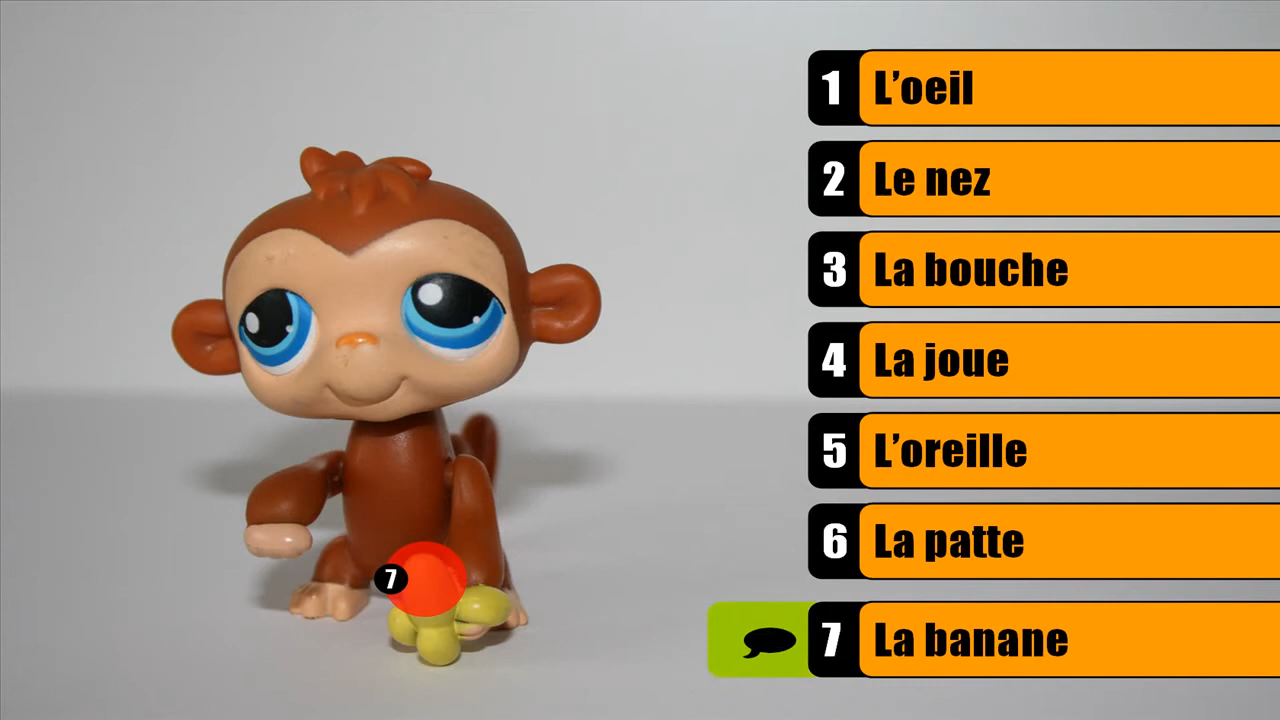 1 L’oeil
2 Le nez
3 La bouche
4 La joue
5 L’oreille
6 La patte
7
7 La banane